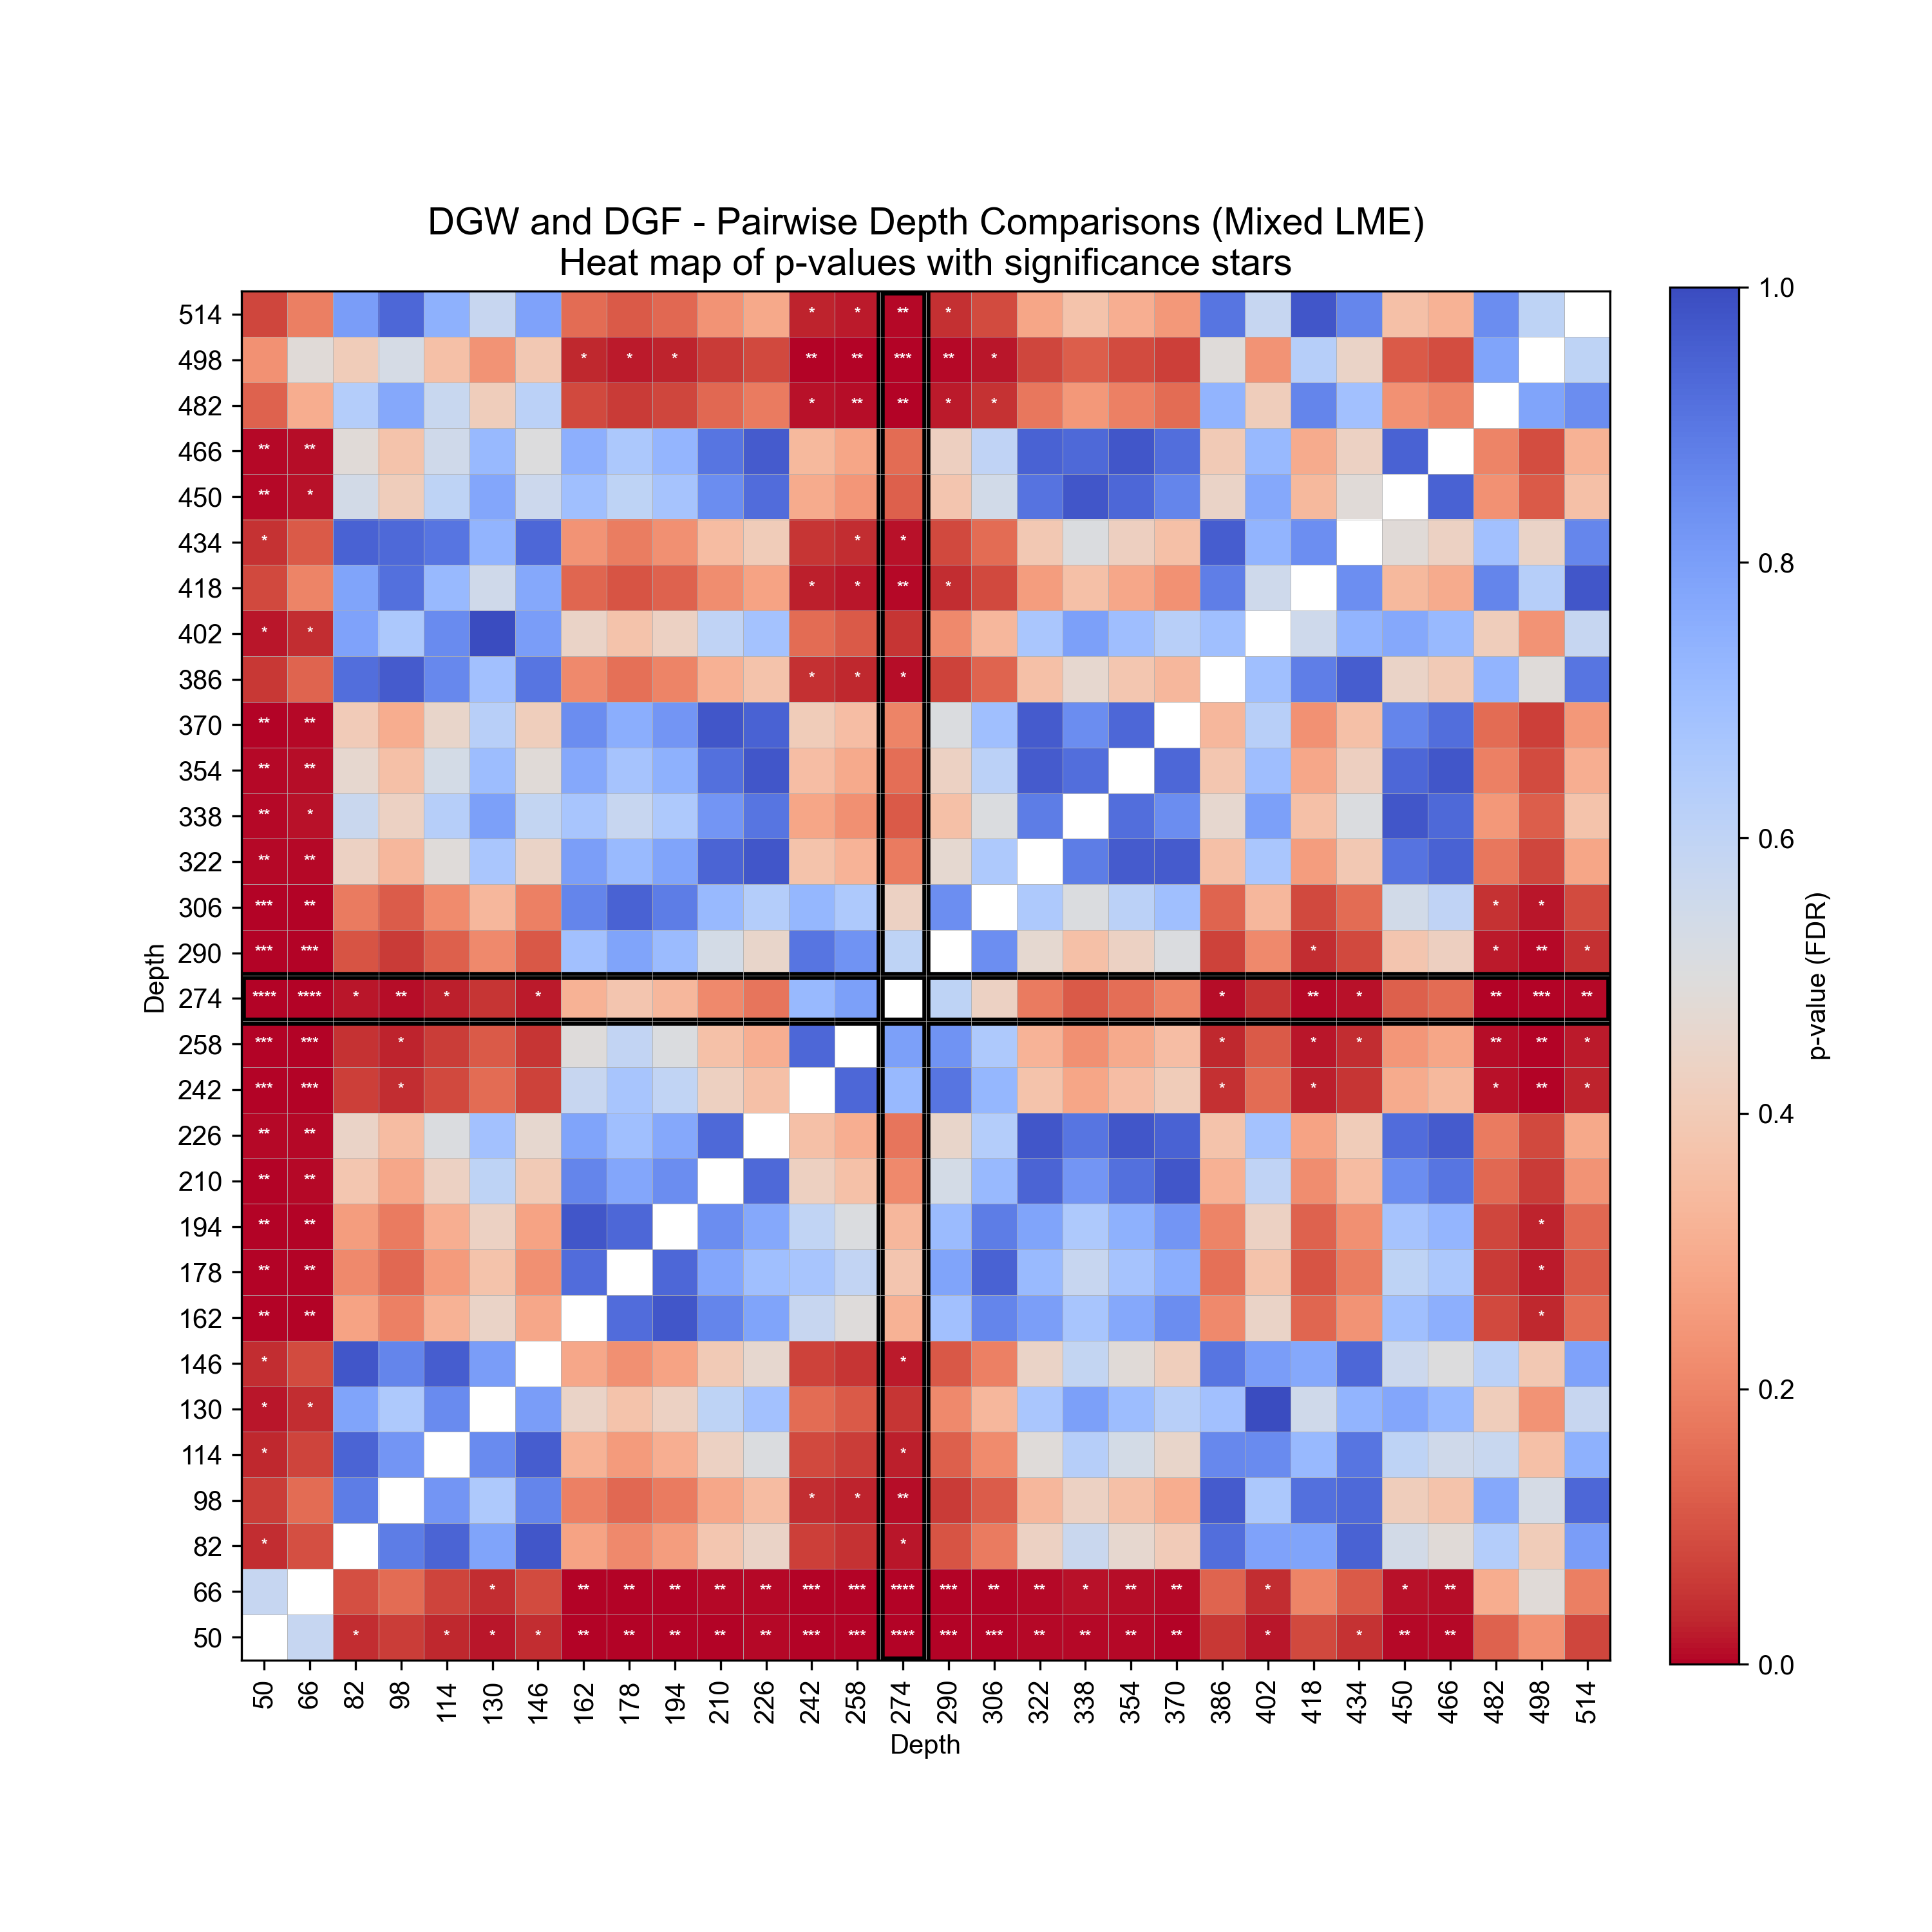 DGW and DGF - Pairwise Depth Comparisons (Mixed LME)
Heat map of p-values with significance stars
514 * * ** *
498 * * * ** ** *** ** *
482 * ** ** * *
466 ** **
450 ** *
434 * * *
418 * * ** *
402 * *
386 * * *
370 ** **
354 ** **
338 ** *
322 ** **
306 *** ** * *
290 *** *** * * ** *
274 **** **** * ** * * * ** * ** *** **
258 *** *** * * * * ** ** *
242 *** *** * * * * ** *
226 ** **
210 ** **
194 ** ** *
178 ** ** *
162 ** ** *
146 * *
130 * *
114 * *
98 * * **
82 * *
66 * ** ** ** ** ** *** *** **** *** ** ** * ** ** * * **
50 * * * * ** ** ** ** ** *** *** **** *** *** ** ** ** ** * * ** **
50 66 82 98 114 130 146 162 178 194 210 226 242 258 274 290 306 322 338 354 370 386 402 418 434 450 466 482 498 514
Depth
Depth
1.0
0.8
0.6
0.4
0.2
0.0
p-value (FDR)